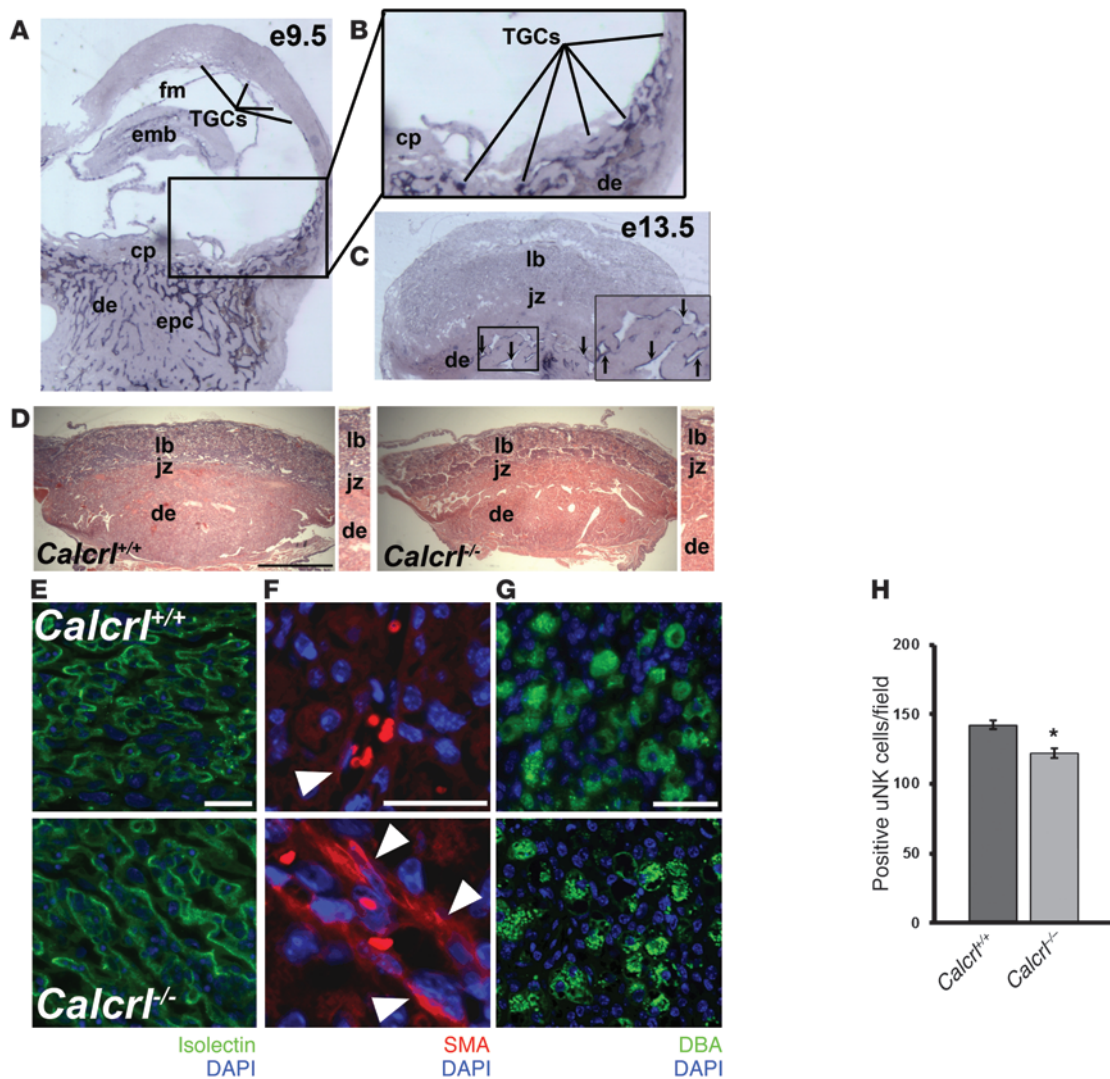 A
e9.5
fm
TGCs
emb
cp
de
epc
B
TGCs
cp
de
C
e13.5
lb
jz
de
D
lb
jz
de
Calcrl+/+
lb
jz
de
lb
jz
de
Calcrl-/-
lb
jz
de
E
Calcrl+/+
Calcrl-/-
Isolectin
DAPI
F
SMA
DAPI
G
DBA
DAPI
H
Positive uNK cells/field
200
150
100
50
0
*
Calcrl+/+
Calcrl-/-